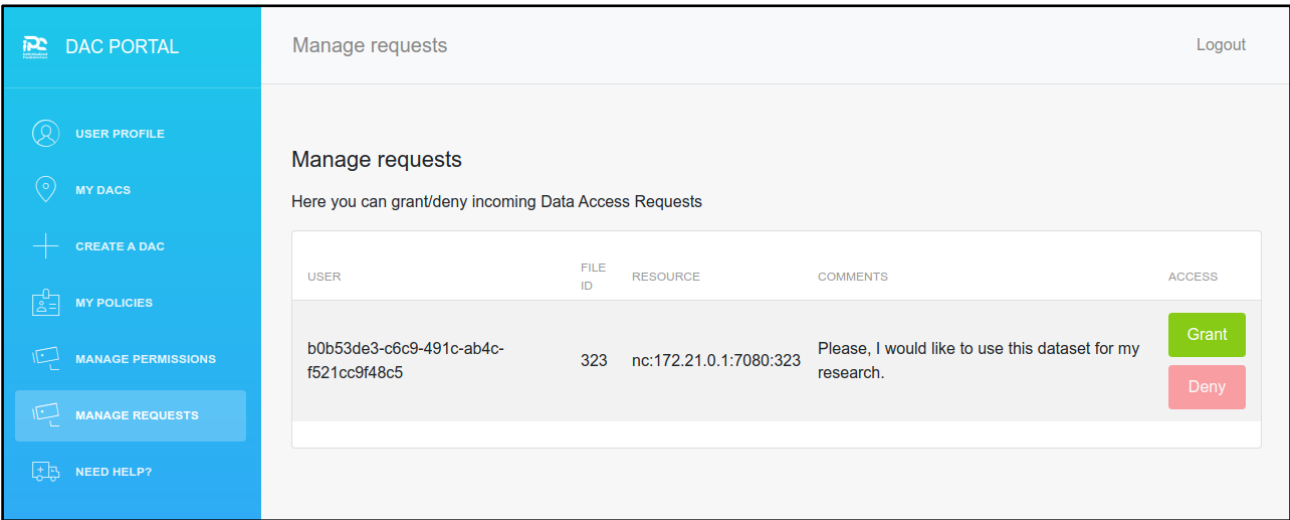 iPC
DAC PORTAL
Manage requests
Logout
USER PROFILE
MY DACS
CREATE A DAC
MY POLICIES
MANAGE PERMISSIONS
MANAGE REQUESTS
NEED HELP?
Manage requests
Here you can grant/deny incoming Data Access Requests
USER
FILE
ID
RESOURCE
COMMENTS
ACCESS
b0b53de3-c6c9-491c-ab4c-
f521cc9f48c5
323
nc:172.21.0.1:7080:323
Please, I would like to use this dataset for my
research.
Grant
Deny